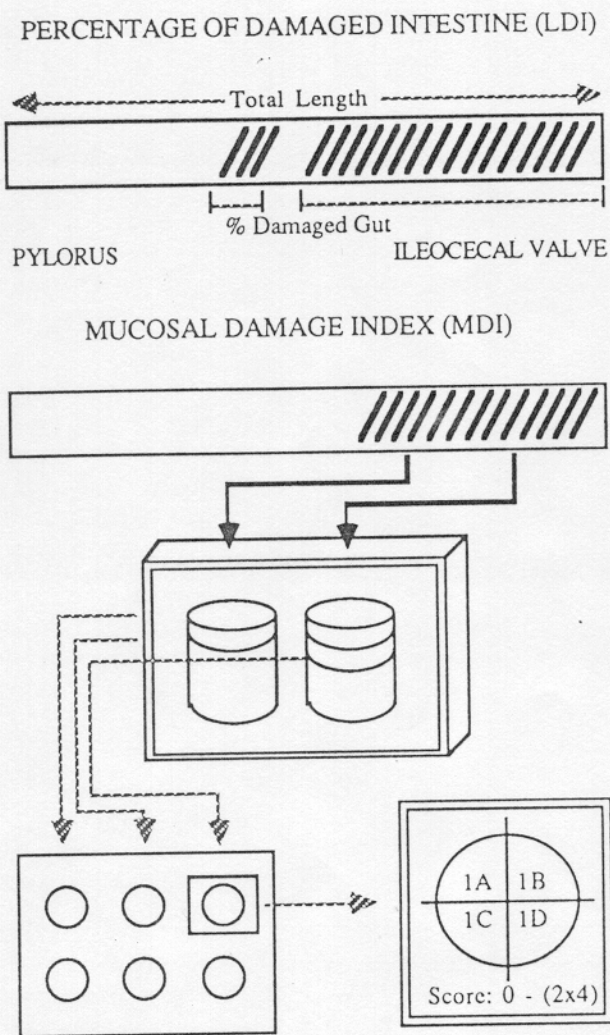 PERCENTAGE OF DAMAGED INTESTINE (LDI)
Total Length
% Damaged Gut
PYLORUS
ILEOCECAL VALVE
MUCOSAL DAMAGE INDEX (MDI)
1A 1B
1C 1D
Score: 0 - (2x4)